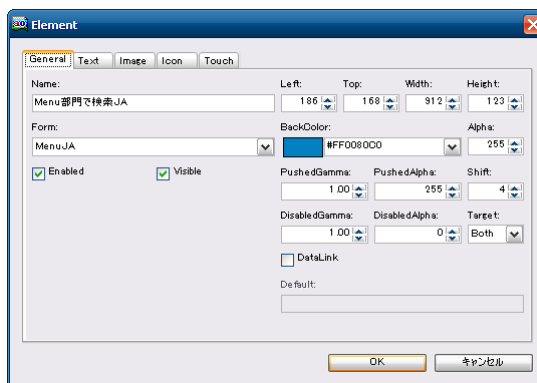 Element
General Text Image Icon Touch
Name: Left: Top: Width: Height:
Menu部門で検索JA 186 168 912 123
Form: BackColor: Alpha:
MenuJA #FF0080C0 255
Enabled Visible PushedGamma: PushedAlpha: Shift:
1.00 255 4
DisabledGamma: DisabledAlpha: Target:
1.00 0 Both
DataLink
Default:
OK キャンセル